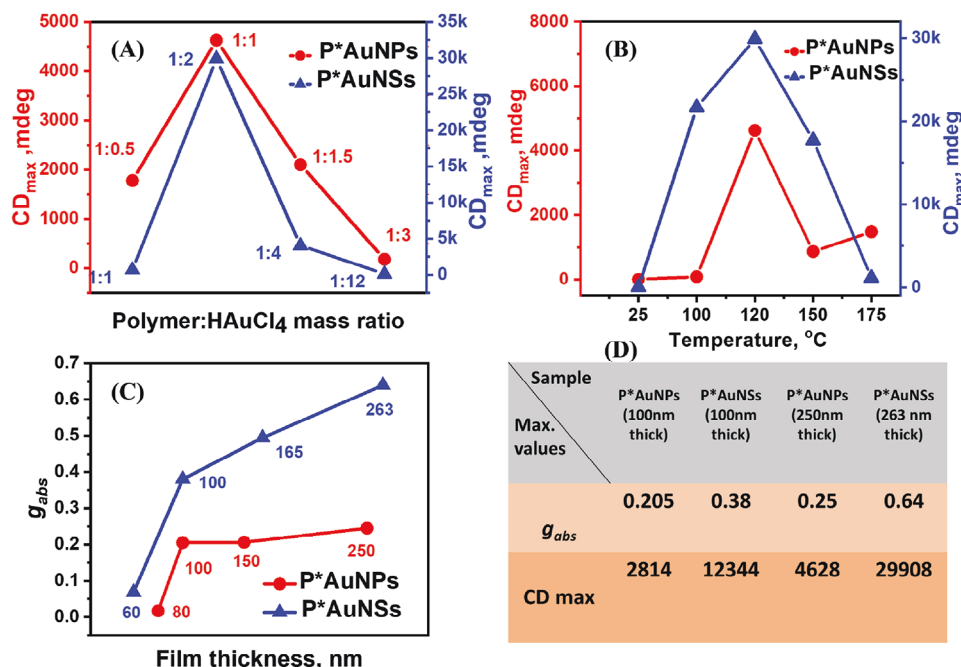 (A)
P*AuNPs
P*AuNSs
5000
4000
3000
2000
1000
0
CDmax ,mdeg
35k
30k
25k
20k
15k
10k
5k
0
CDmax ,mdeg
1:0.5
1:1
1:1.5
1:3
1:1
1:2
1:4
1:12
Polymer:HAuCl4 mass ratio
(B)
P*AuNPs
P*AuNSs
8000
6000
4000
2000
0
CDmax, mdeg
30k
20k
10k
0
CDmax, mdeg
25 100 120 150 175
Temperature, °C
(C)
0.7
0.6
0.5
0.4
0.3
0.2
0.1
0.0
gabs
60
100
165
263
80
100
150
250
P*AuNPs
P*AuNSs
Film thickness, nm
(D)
Sample
Max.
values
P*AuNPs
(100nm
thick)
P*AuNSs
(100nm
thick)
P*AuNPs
(250nm
thick)
P*AuNSs
(263 nm
thick)
gabs 0.205 0.38 0.25 0.64
CD max 2814 12344 4628 29908